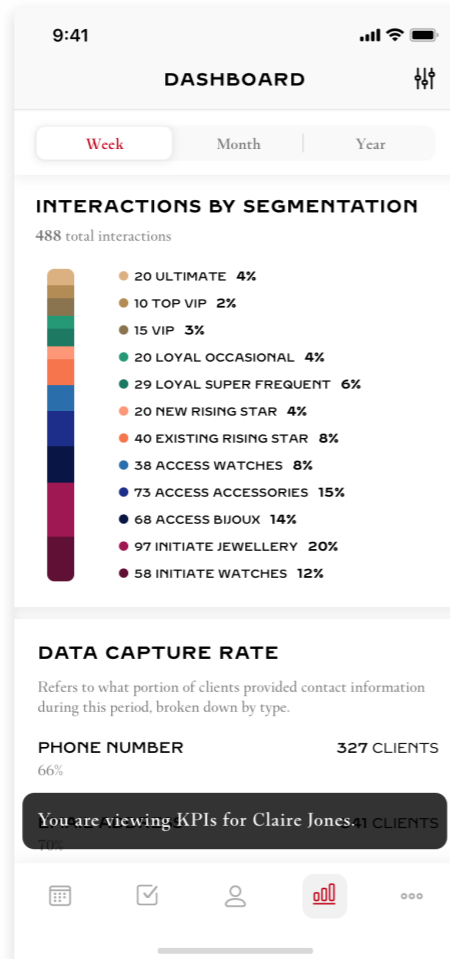 9:41
DASHBOARD
Week Month Year
INTERACTIONS BY SEGMENTATION
488 total interactions
20 ULTIMATE 4%
10 TOP VIP 2%
15 VIP 3%
20 LOYAL OCCASIONAL 4%
29 LOYAL SUPER FREQUENT 6%
20 NEW RISING STAR 4%
40 EXISTING RISING STAR 8%
38 ACCESS WATCHES 8%
73 ACCESS ACCESSORIES 15%
68 ACCESS BIJOUX 14%
97 INITIATE JEWELLERY 20%
58 INITIATE WATCHES 12%
DATA CAPTURE RATE
Refers to what portion of clients provided contact information
during this period, broken down by type.
PHONE NUMBER 327 CLIENTS
66%
You are viewing KPIs for Claire Jones.
EMAIL ADDRESS CLIENTS
70%